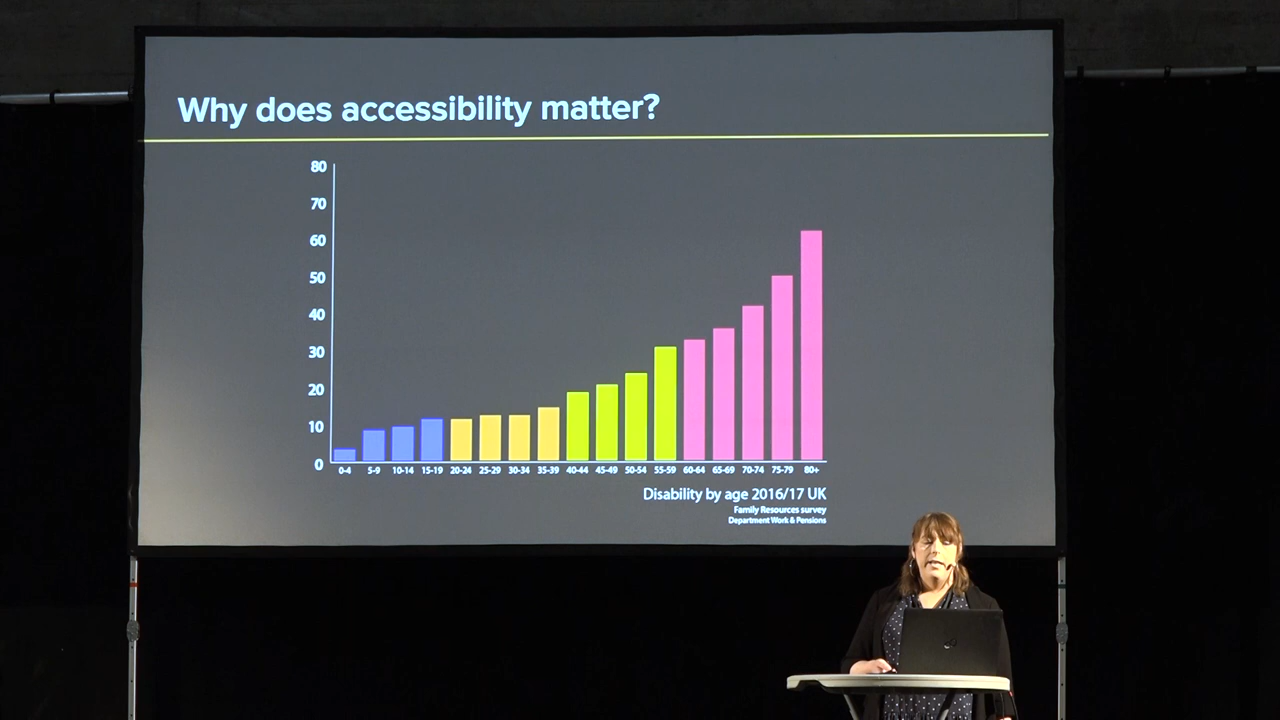 Why does accessibility matter?
80
70
60
50
40
30
20
10
0
0-4 5-9 10-14 15-19 20-24 25-29 30-34 35-39 40-44 45-49 50-54 55-59 60-64 65-69 70-74 75-79 80+
Disability by age 2016/17 UK
Family Resources survey
Department Work & Pensions